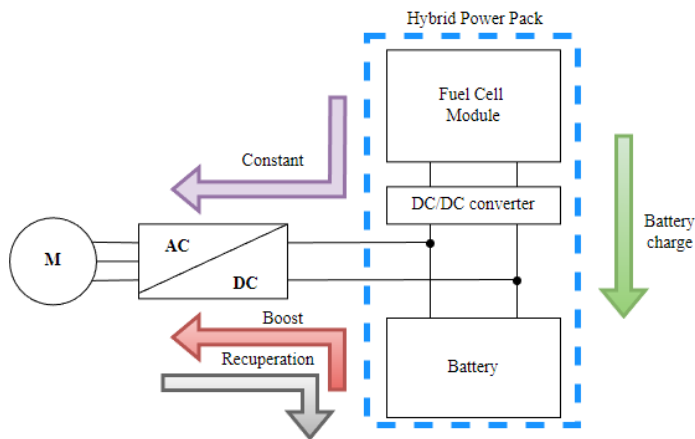 Hybrid Power Pack
Fuel Cell
Module
Constant
DC/DC converter
Battery
charge
M
AC
DC
Boost
Recuperation
Battery